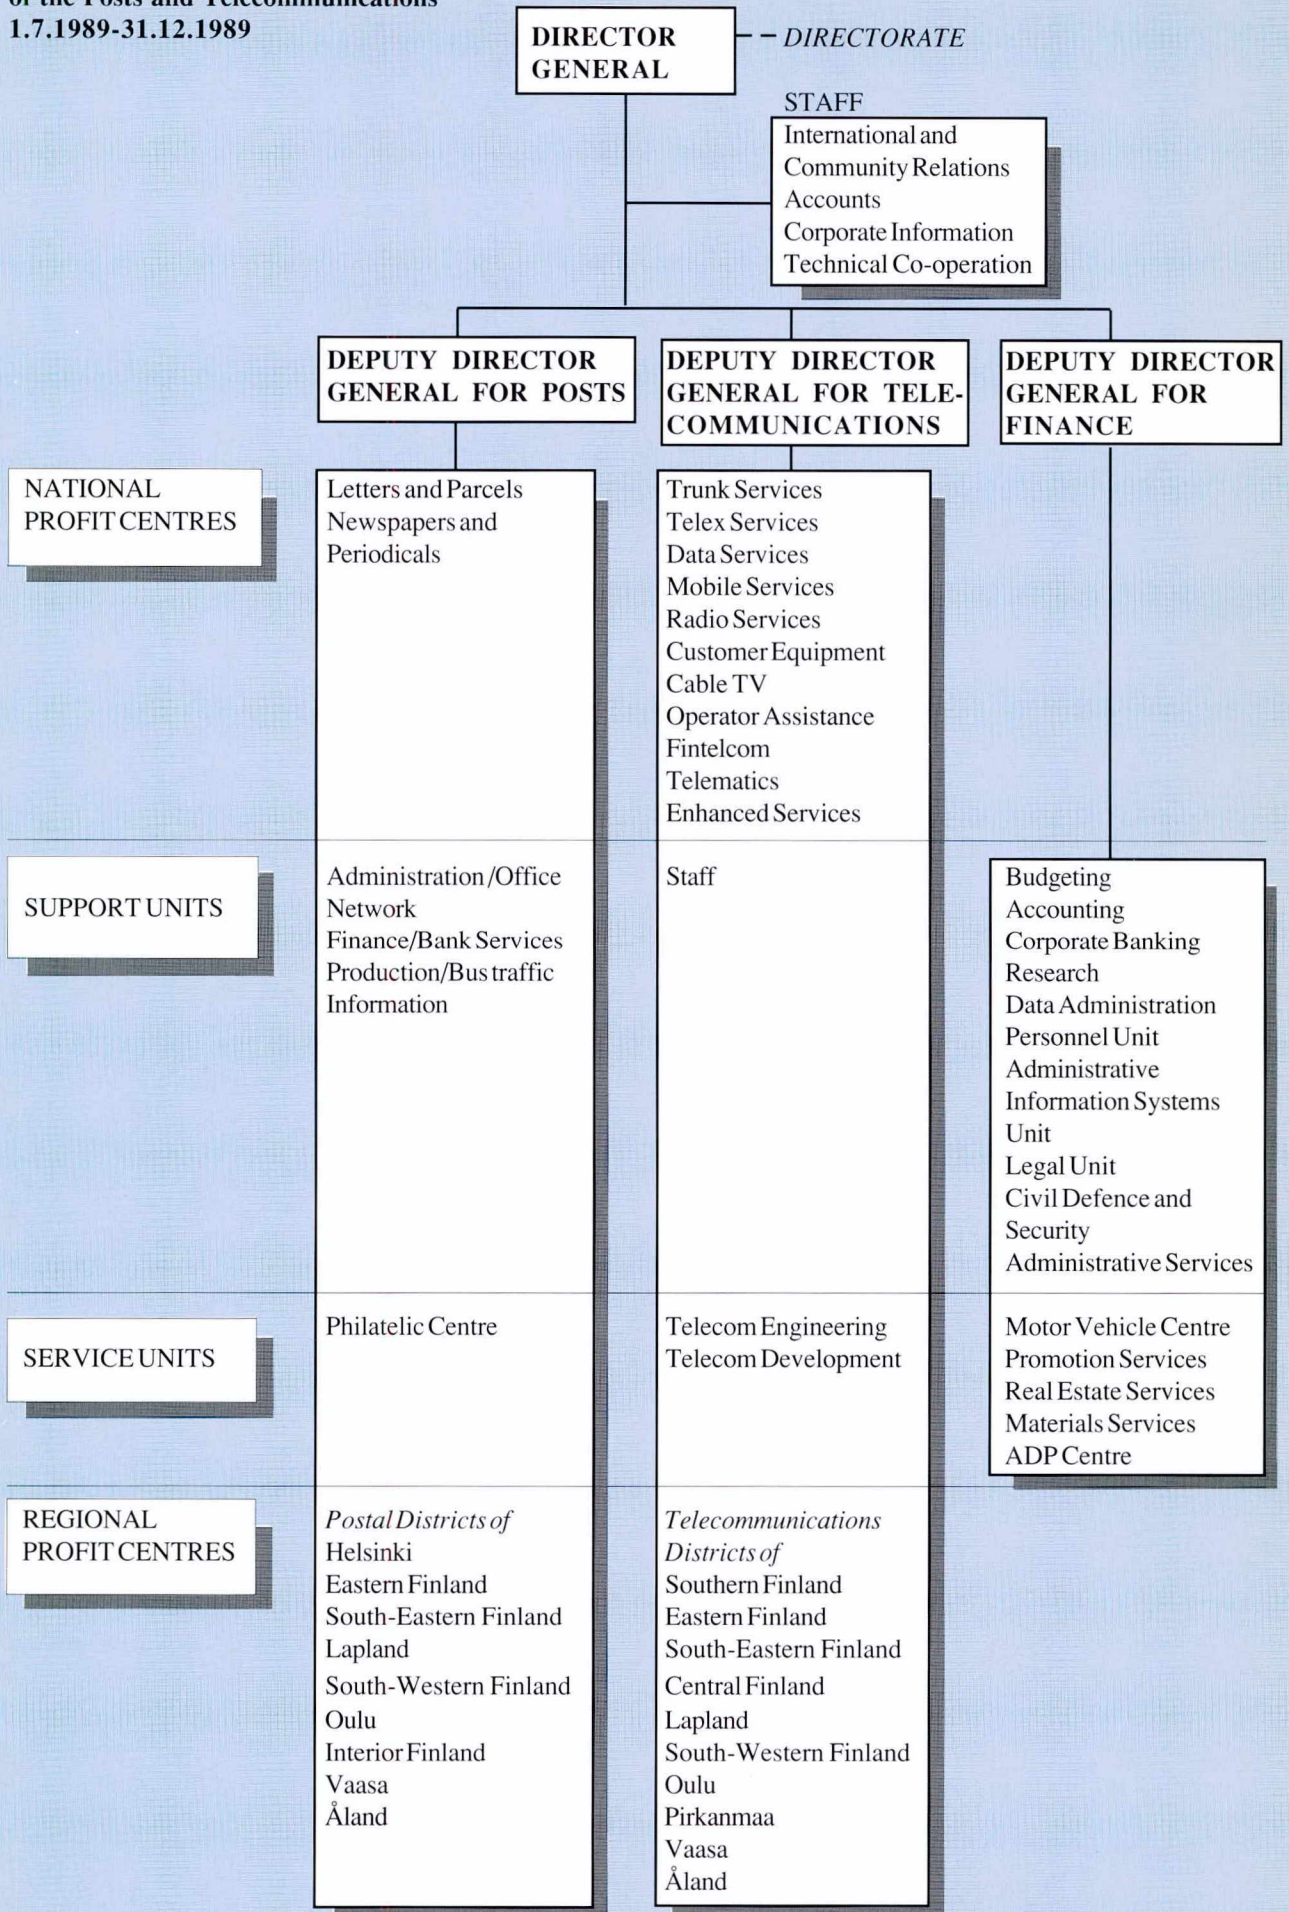 of the Posts and Telecommunications
1.7.1989-31.12.1989
DIRECTOR
GENERAL
DIRECTORATE
STAFF
International and
Community Relations
Accounts
Corporate Information
Technical Co-operation
DEPUTY DIRECTOR
GENERAL FOR POSTS
DEPUTY DIRECTOR
GENERAL FOR TELE-
COMMUNICATIONS
DEPUTY DIRECTOR
GENERAL FOR
FINANCE
NATIONAL
PROFIT CENTRES
Letters and Parcels
Newspapers and
Periodicals
Trunk Services
Telex Services
Data Services
Mobile Services
Radio Services
Customer Equipment
Cable TV
Operator Assistance
Fintelcom
Telematics
Enhanced Services
SUPPORT UNITS
Administration/Office
Network
Finance/Bank Services
Production/Bus traffic
Information
Staff
Budgeting
Accounting
Corporate Banking
Research
Data Administration
Personnel Unit
Administrative
Information Systems
Unit
Legal Unit
Civil Defence and
Security
Administrative Services
SERVICE UNITS
Philatelic Centre
Telecom Engineering
Telecom Development
Motor Vehicle Centre
Promotion Services
Real Estate Services
Materials Services
ADP Centre
REGIONAL
PROFIT CENTRES
Postal Districts of
Helsinki
Eastern Finland
South-Eastern Finland
Lapland
South-Western Finland
Oulu
Interior Finland
Vaasa
Åland
Telecommunications
Districts of
Southern Finland
Eastern Finland
South-Eastern Finland
Central Finland
Lapland
South-Western Finland
Oulu
Pirkanmaa
Vaasa
Åland